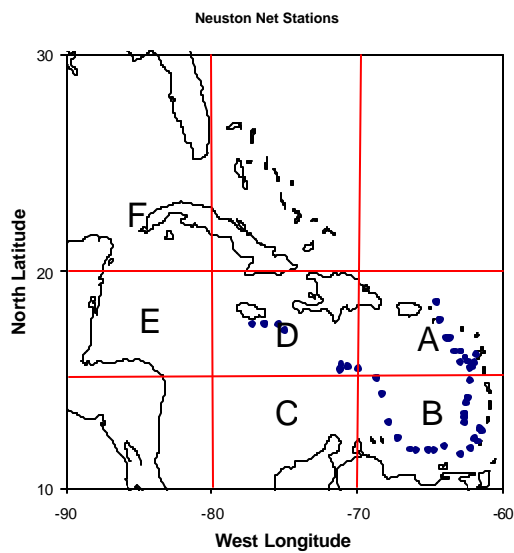 Neuston Net Stations
30
F
20
E
D
A
C
B
10
-90
-80
-70
-60
North Latitude
West Longitude